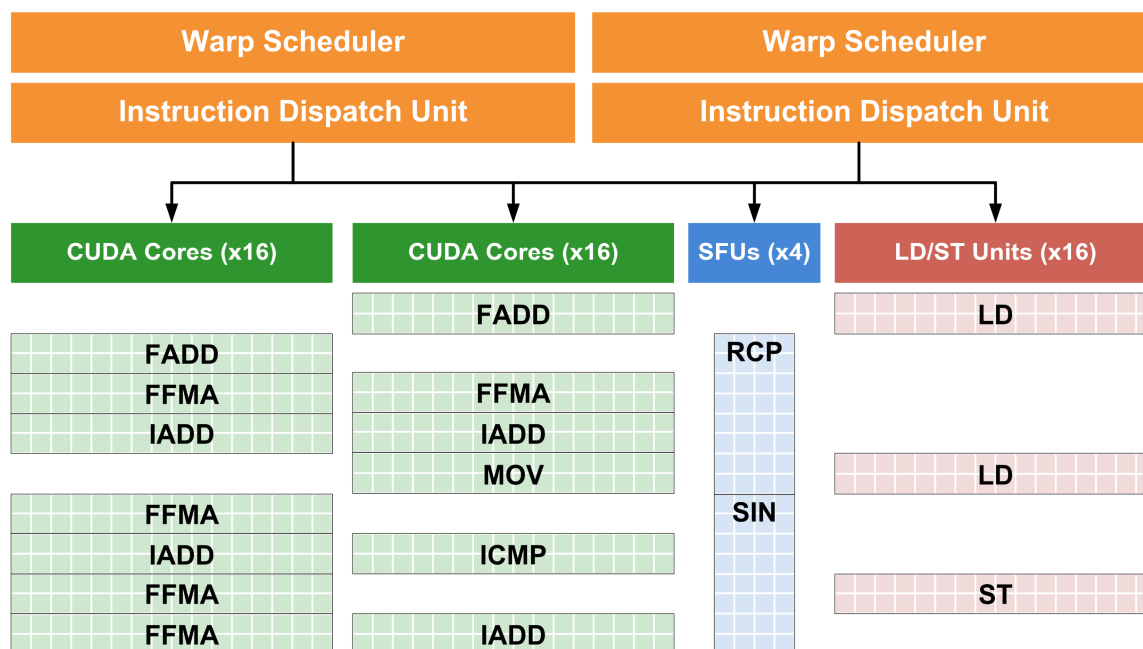 Warp Scheduler
Warp Scheduler
Instruction Dispatch Unit
Instruction Dispatch Unit
CUDA Cores (x16)
CUDA Cores (x16)
SFUs (x4)
LD/ST Units (x16)
FADD
LD
FADD
RCP
FFMA
FFMA
IADD
IADD
MOV
LD
FFMA
SIN
IADD
ICMP
FFMA
ST
FFMA
IADD